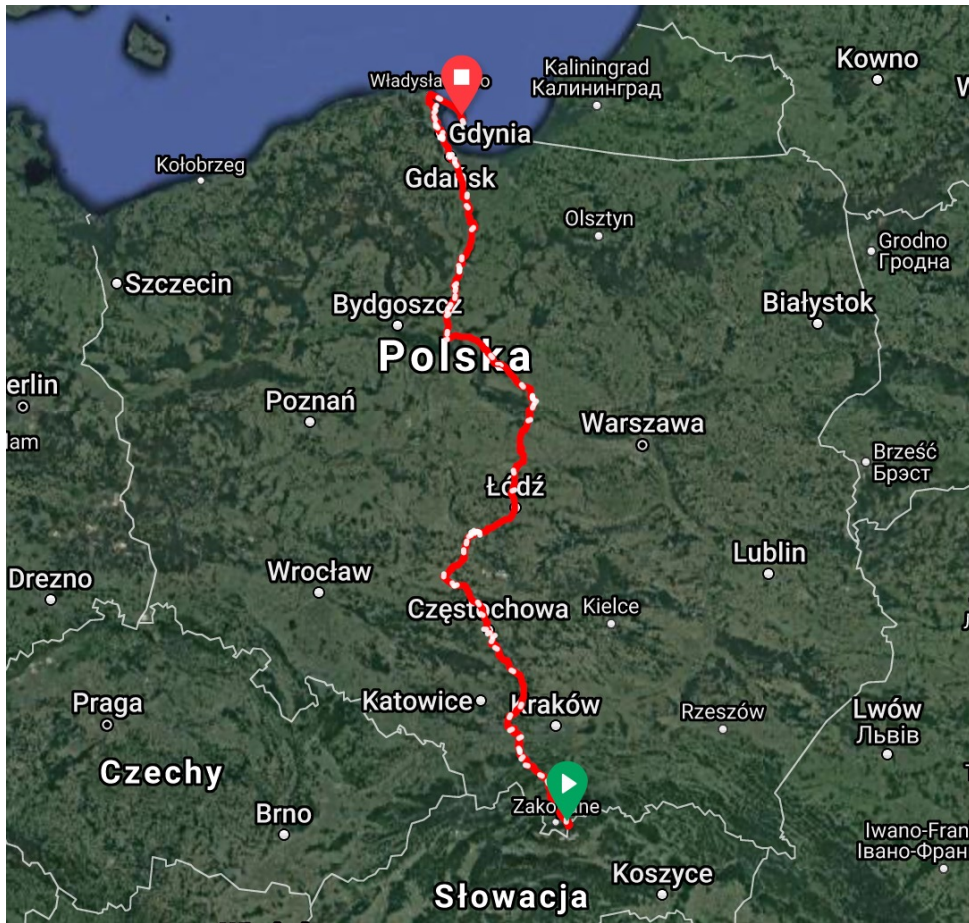 Kowno
Kaliningrad
Калининград
Gdynia
Kołobrzeg
Gdańsk
Olsztyn
Grodno
Гродна
Szczecin
Bydgoszcz
Białystok
Polska
erlin
Poznań
Warszawa
lam
Brześć
Брэст
Łódź
Lublin
Wrocław
Drezno
Częstochowa
Kielce
Katowice
Kraków
Praga
Rzeszów
Lwów
Львів
Czechy
Brno
Iwano-Fran
Івано-Фран
Koszyce
Słowacja